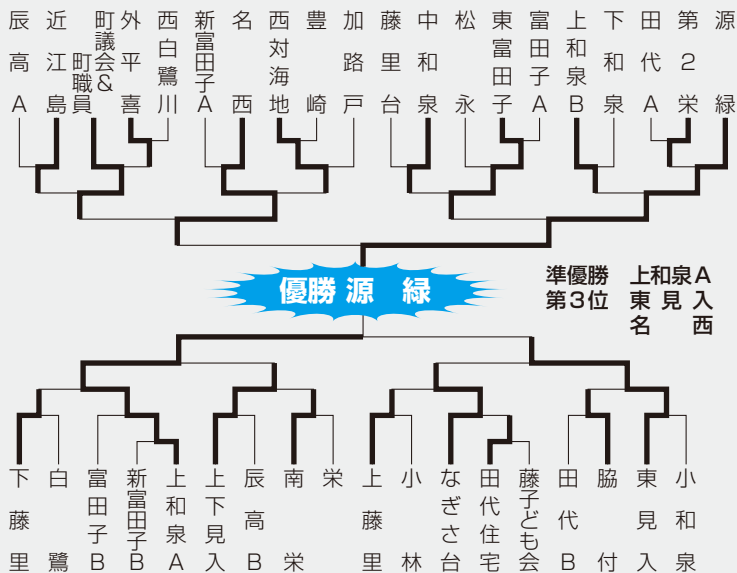 辰高A
近江島
町議会&町職員
外平喜
西白鷺川
新富田子A
名西
西対海地
豊崎
加路戸
藤里台
中和泉
松永
東富田子
富田子A
上和泉B
下和泉
田代A
第2栄
源緑
優勝 源 緑
準優勝 上和泉A
第3位 東見入
名西
下藤里
白鷺
富田子B
新富田子B
上和泉A
上下見入
辰高B
南栄
栄
上藤里
小林
なぎさ台
田代住宅
藤子ども会
田代B
脇付
東見入
小和泉